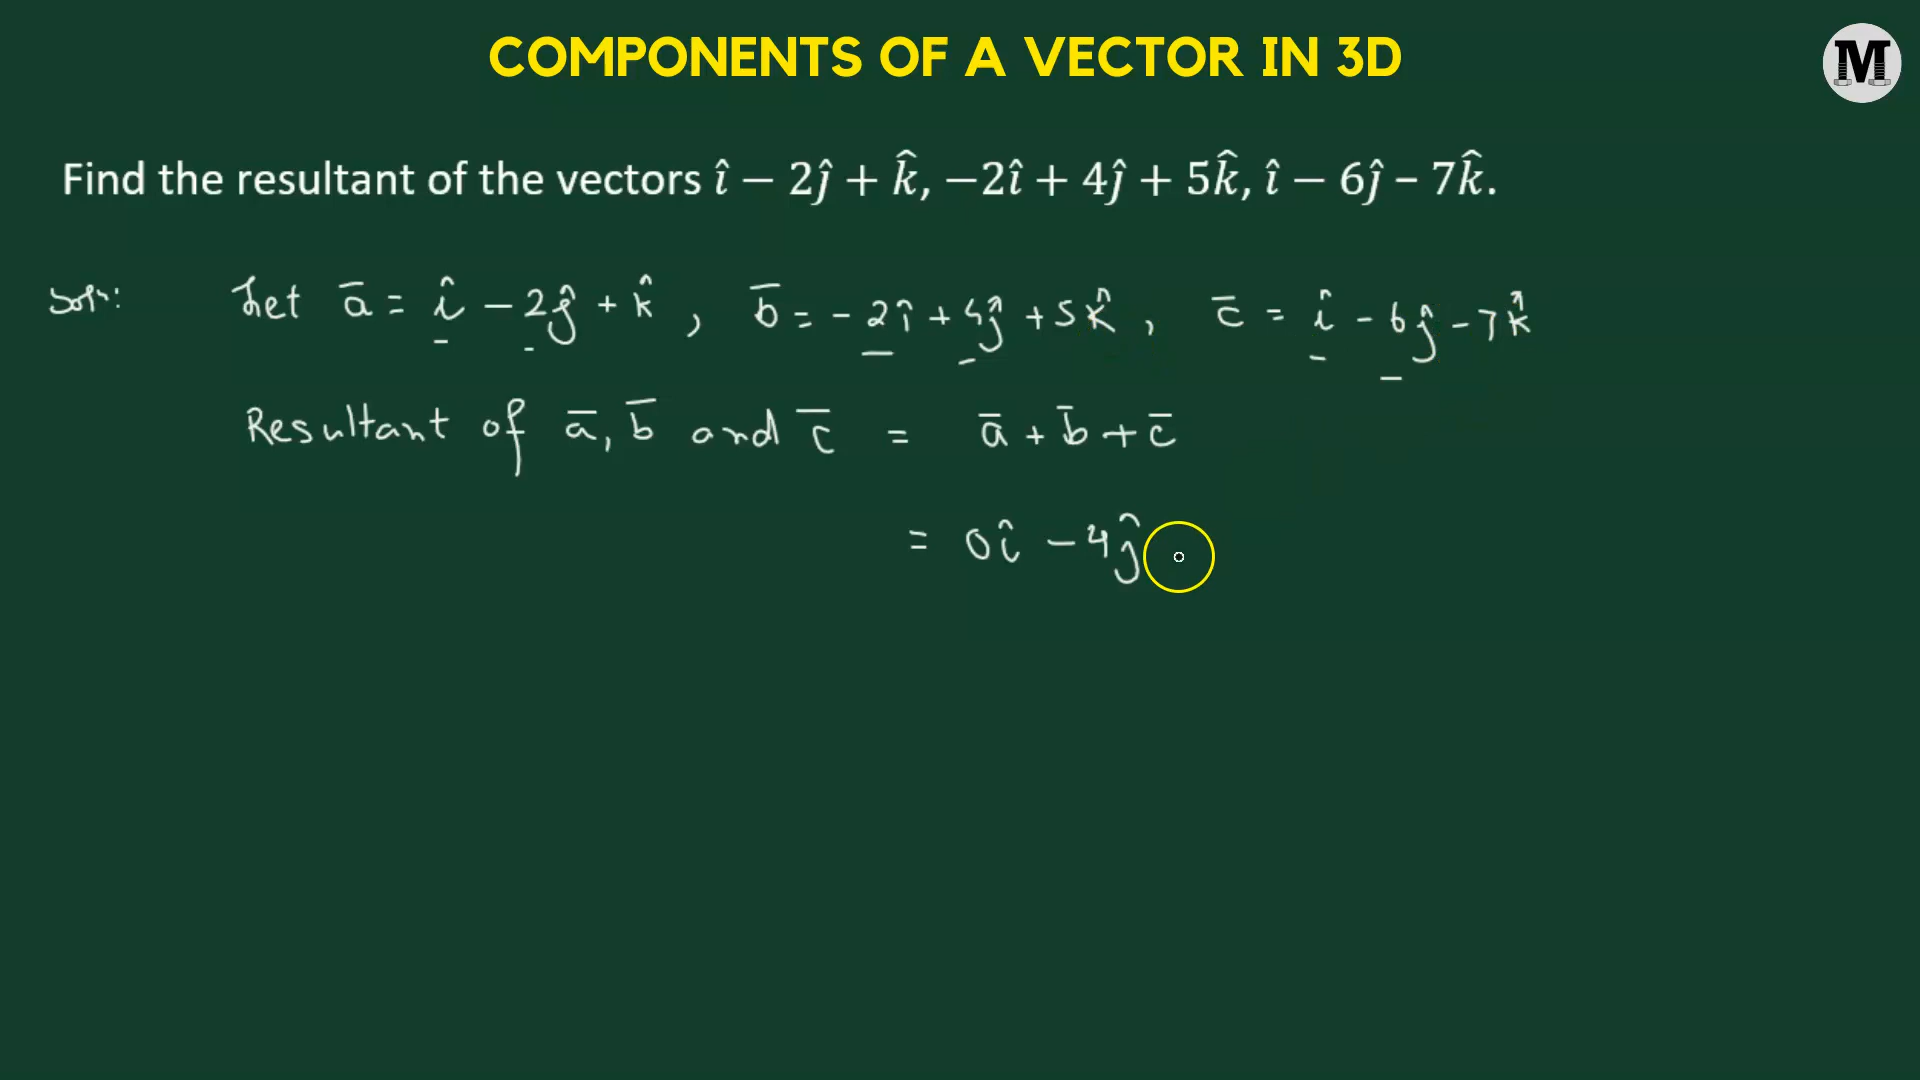 COMPONENTS OF A VECTOR IN 3D
M
Find the resultant of the vectors î − 2ĵ + k̂, −2î + 4ĵ + 5k̂, î − 6ĵ – 7k̂.
Soln: Let a̅ = î − 2ĵ + k̂ , b̅ = − 2î + 4ĵ + 5k̂ , c̅ = î − 6ĵ − 7k̂
Resultant of a̅, b̅ and c̅ = a̅ + b̅ + c̅
= 0î − 4ĵ